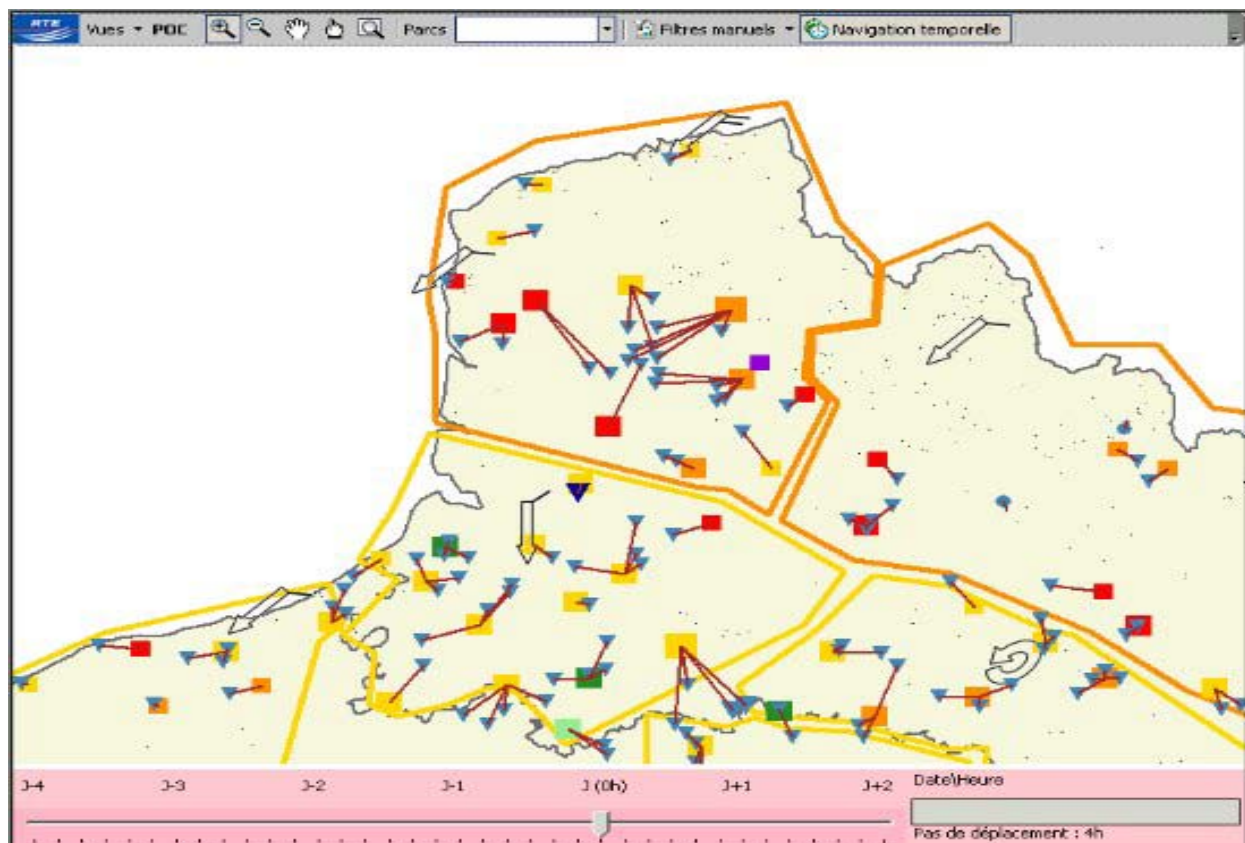 RTE Vues POC Parcs Filtres manuels Navigation temporelle
J-4 J-3 J-2 J-1 J (0h) J+1 J+2 Date\Heure
Pas de déplacement : 4h